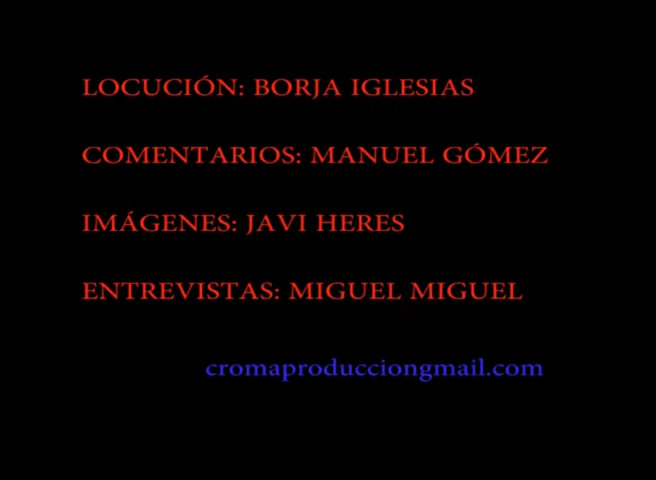 LOCUCIÓN: BORJA IGLESIAS
COMENTARIOS: MANUEL GÓMEZ
IMÁGENES: JAVI HERES
ENTREVISTAS: MIGUEL MIGUEL
cromaproducciongmail.com